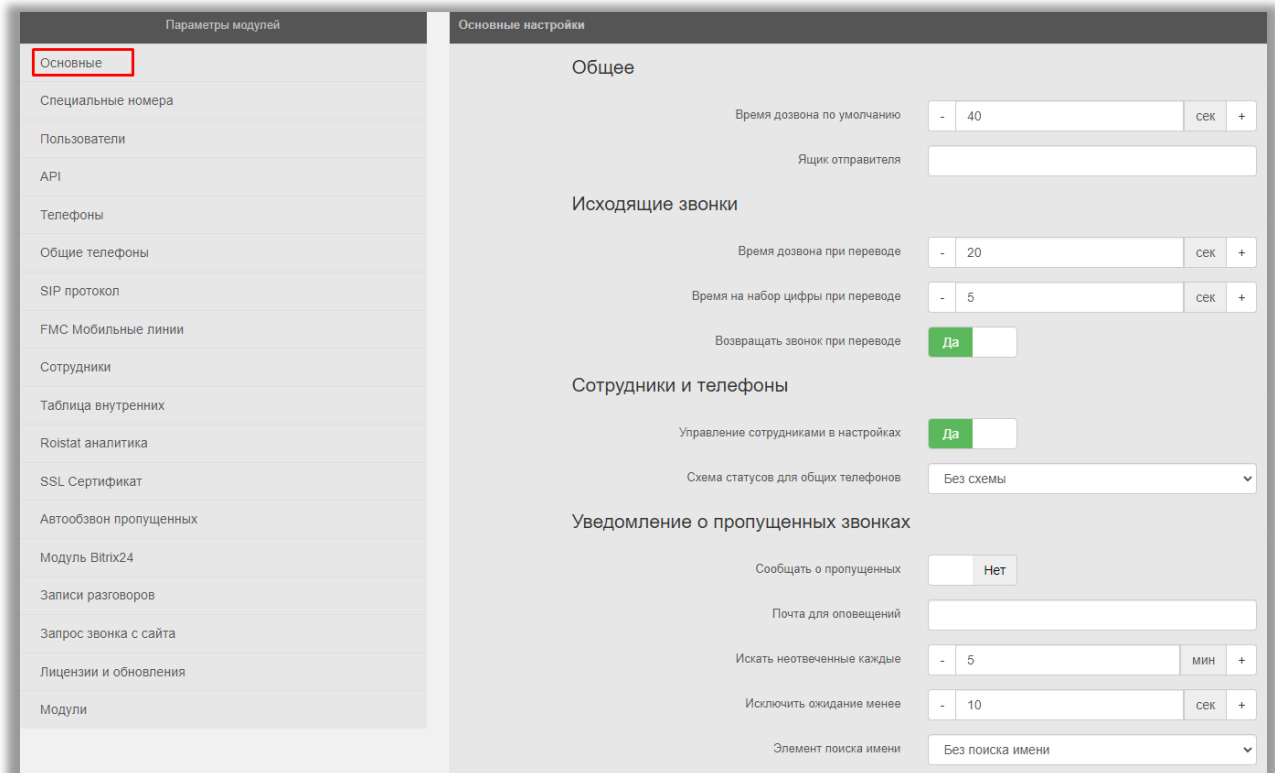 Параметры модулей
Основные
Специальные номера
Пользователи
API
Телефоны
Общие телефоны
SIP протокол
FMC Мобильные линии
Сотрудники
Таблица внутренних
Roistat аналитика
SSL Сертификат
Автообзвон пропущенных
Модуль Bitrix24
Записи разговоров
Запрос звонка с сайта
Лицензии и обновления
Модули
Основные настройки
Общее
Время дозвона по умолчанию - 40 сек +
Ящик отправителя
Исходящие звонки
Время дозвона при переводе - 20 сек +
Время на набор цифры при переводе - 5 сек +
Возвращать звонок при переводе Да
Сотрудники и телефоны
Управление сотрудниками в настройках Да
Схема статусов для общих телефонов Без схемы
Уведомление о пропущенных звонках
Сообщать о пропущенных Нет
Почта для оповещений
Искать неотвеченные каждые - 5 мин +
Исключить ожидание менее - 10 сек +
Элемент поиска имени Без поиска имени